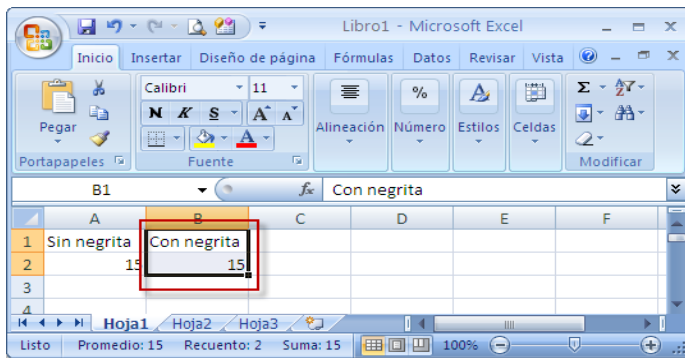 Libro1 - Microsoft Excel
Inicio Insertar Diseño de página Fórmulas Datos Revisar Vista
Calibri 11
N K S A A
Pegar
Alineación Número Estilos Celdas
Portapapeles Fuente Modificar
B1 fx Con negrita
A B C D E F
1 Sin negrita Con negrita
2 15 15
3
4
Hoja1 Hoja2 Hoja3
Listo Promedio: 15 Recuento: 2 Suma: 15 100%